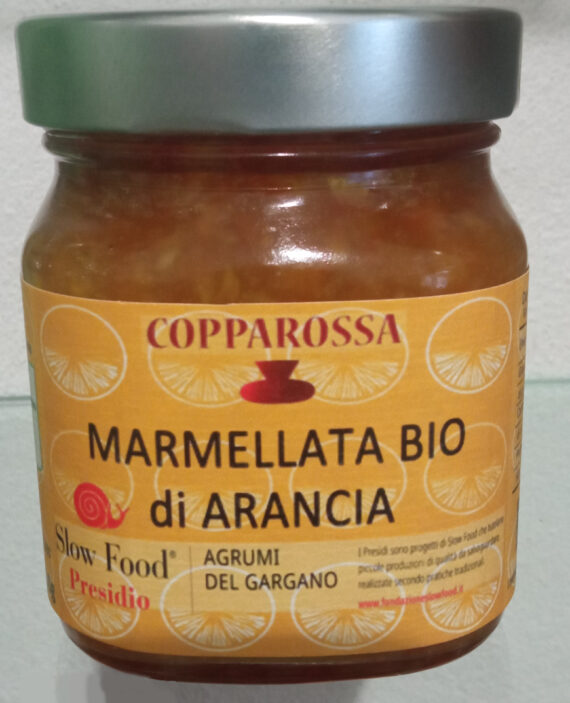 COPPAROSSA
MARMELLATA BIO
di ARANCIA
Slow Food®
Presidio
AGRUMI
DEL GARGANO
I Presidi sono progetti di Slow Food che tutelano
piccole produzioni di qualità da salvaguardare,
realizzate secondo pratiche tradizionali.
www.fondazioneslowfood.it